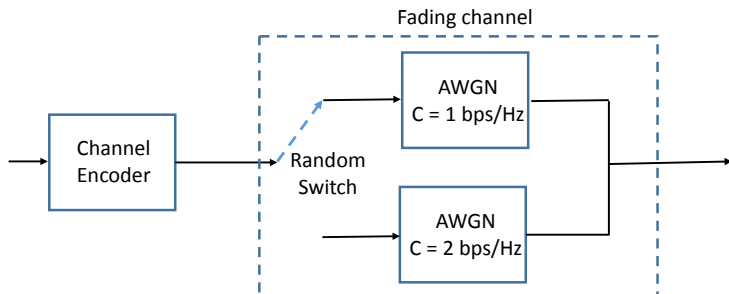 Fading channel
AWGN
C = 1 bps/Hz
Channel
Encoder
Random
Switch
AWGN
C = 2 bps/Hz